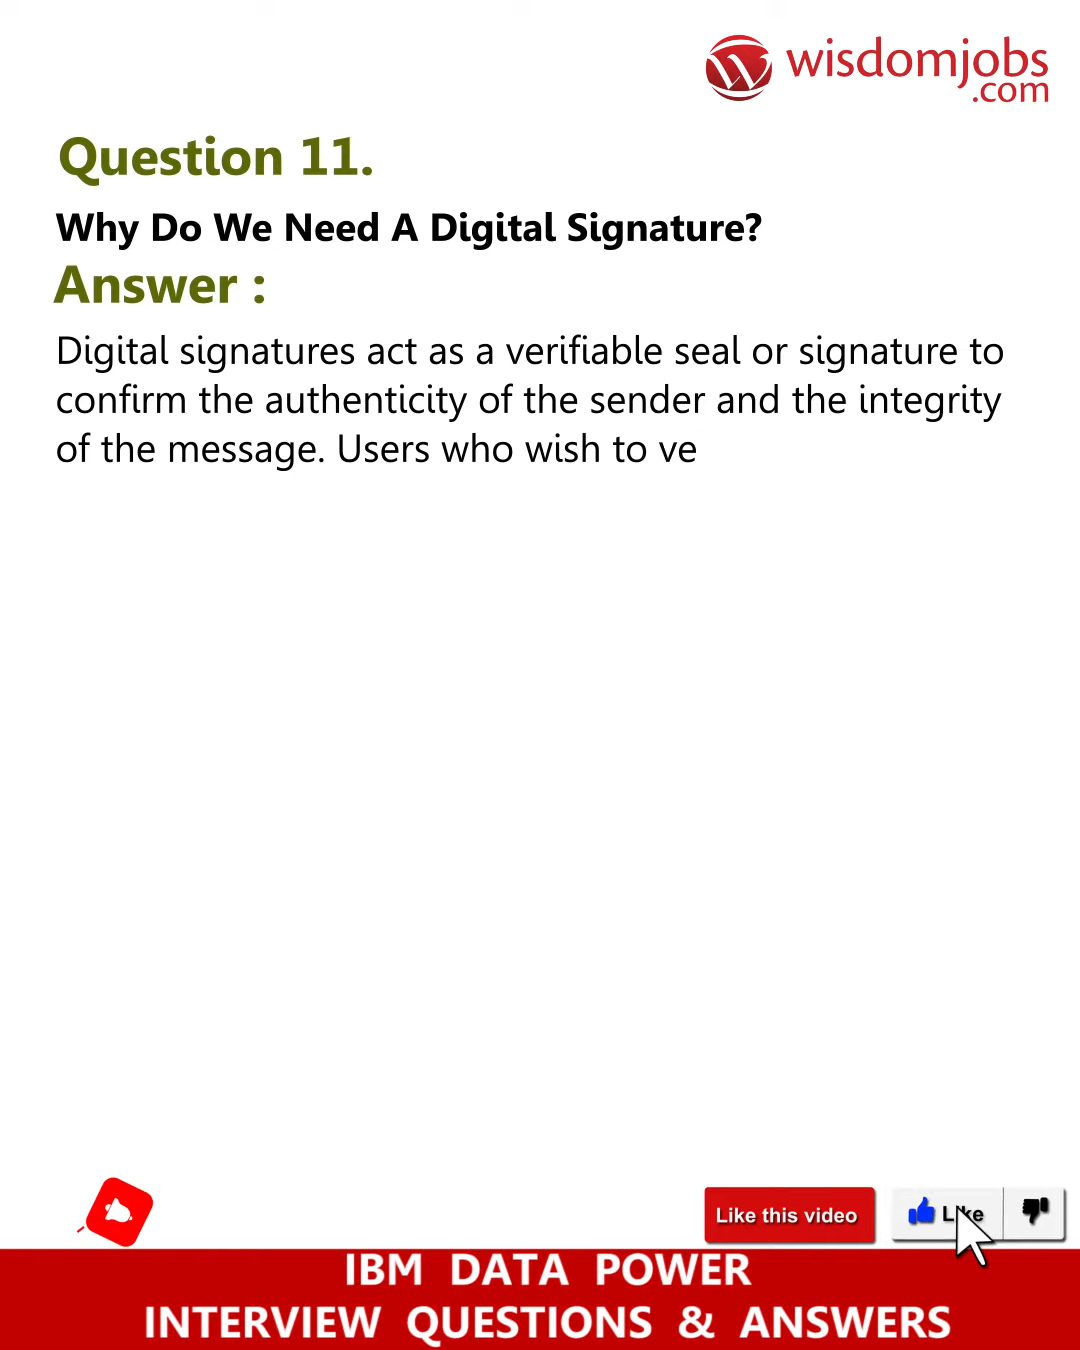 wisdomjobs
.com
Question 11.
Why Do We Need A Digital Signature?
Answer :
Digital signatures act as a verifiable seal or signature to
confirm the authenticity of the sender and the integrity
of the message. Users who wish to ve
Like this video
Like
IBM DATA POWER
INTERVIEW QUESTIONS & ANSWERS